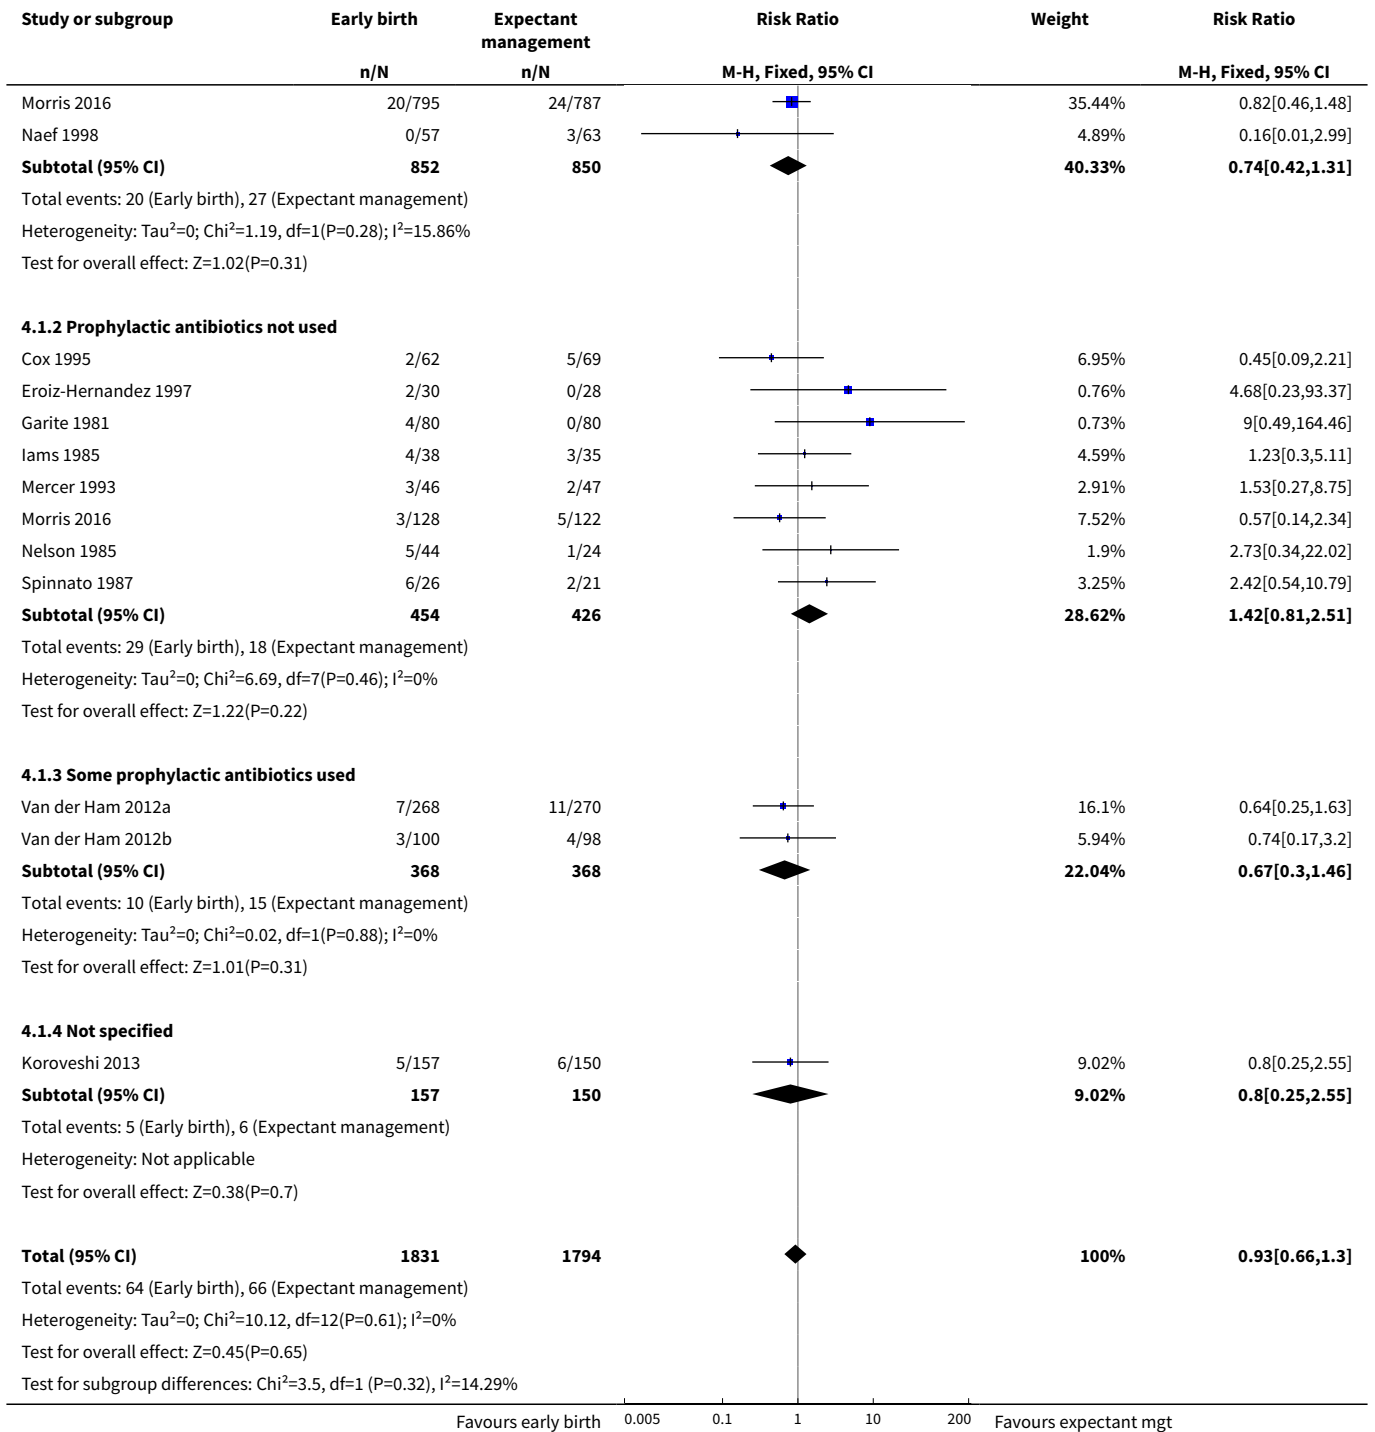 Study or subgroup Early birth Expectant management Risk Ratio Weight Risk Ratio
n/N n/N M-H, Fixed, 95% CI M-H, Fixed, 95% CI
Morris 2016 20/795 24/787 35.44% 0.82[0.46,1.48]
Naef 1998 0/57 3/63 4.89% 0.16[0.01,2.99]
Subtotal (95% CI) 852 850 40.33% 0.74[0.42,1.31]
Total events: 20 (Early birth), 27 (Expectant management)
Heterogeneity: Tau²=0; Chi²=1.19, df=1(P=0.28); I²=15.86%
Test for overall effect: Z=1.02(P=0.31)
4.1.2 Prophylactic antibiotics not used
Cox 1995 2/62 5/69 6.95% 0.45[0.09,2.21]
Eroiz-Hernandez 1997 2/30 0/28 0.76% 4.68[0.23,93.37]
Garite 1981 4/80 0/80 0.73% 9[0.49,164.46]
Iams 1985 4/38 3/35 4.59% 1.23[0.3,5.11]
Mercer 1993 3/46 2/47 2.91% 1.53[0.27,8.75]
Morris 2016 3/128 5/122 7.52% 0.57[0.14,2.34]
Nelson 1985 5/44 1/24 1.9% 2.73[0.34,22.02]
Spinnato 1987 6/26 2/21 3.25% 2.42[0.54,10.79]
Subtotal (95% CI) 454 426 28.62% 1.42[0.81,2.51]
Total events: 29 (Early birth), 18 (Expectant management)
Heterogeneity: Tau²=0; Chi²=6.69, df=7(P=0.46); I²=0%
Test for overall effect: Z=1.22(P=0.22)
4.1.3 Some prophylactic antibiotics used
Van der Ham 2012a 7/268 11/270 16.1% 0.64[0.25,1.63]
Van der Ham 2012b 3/100 4/98 5.94% 0.74[0.17,3.2]
Subtotal (95% CI) 368 368 22.04% 0.67[0.3,1.46]
Total events: 10 (Early birth), 15 (Expectant management)
Heterogeneity: Tau²=0; Chi²=0.02, df=1(P=0.88); I²=0%
Test for overall effect: Z=1.01(P=0.31)
4.1.4 Not specified
Koroveshi 2013 5/157 6/150 9.02% 0.8[0.25,2.55]
Subtotal (95% CI) 157 150 9.02% 0.8[0.25,2.55]
Total events: 5 (Early birth), 6 (Expectant management)
Heterogeneity: Not applicable
Test for overall effect: Z=0.38(P=0.7)
Total (95% CI) 1831 1794 100% 0.93[0.66,1.3]
Total events: 64 (Early birth), 66 (Expectant management)
Heterogeneity: Tau²=0; Chi²=10.12, df=12(P=0.61); I²=0%
Test for overall effect: Z=0.45(P=0.65)
Test for subgroup differences: Chi²=3.5, df=1 (P=0.32), I²=14.29%
Favours early birth 0.005 0.1 1 10 200 Favours expectant mgt